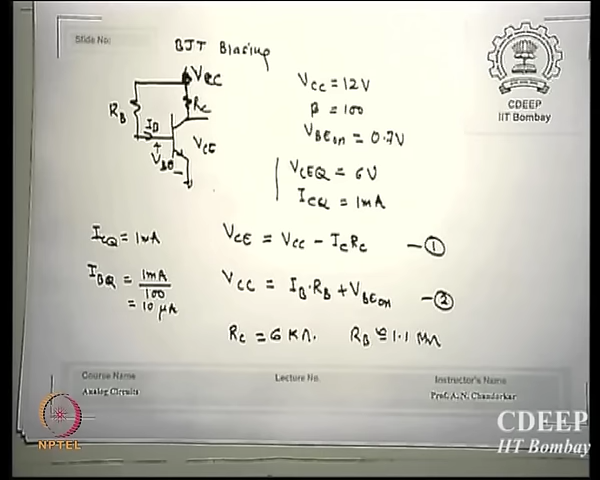 Slide No:
BJT Biasing
CDEEP
IIT Bombay
VCC
RC
RB
IB
VCE
+
VBE
-
VCC = 12V
β = 100
VBEon = 0.7V
VCEQ = 6V
ICQ = 1mA
ICQ = 1mA
VCE = VCC - ICRC —①
IBQ = 1mA/100
= 10 μA
VCC = IB.RB + VBEon —②
RC = 6 KΩ. RB ≌ 1.1 MΩ
Course Name
Analog Circuits
Lecture No.
Instructor's Name
Prof. A. N. Chandorkar
NPTEL
CDEEP
IIT Bombay